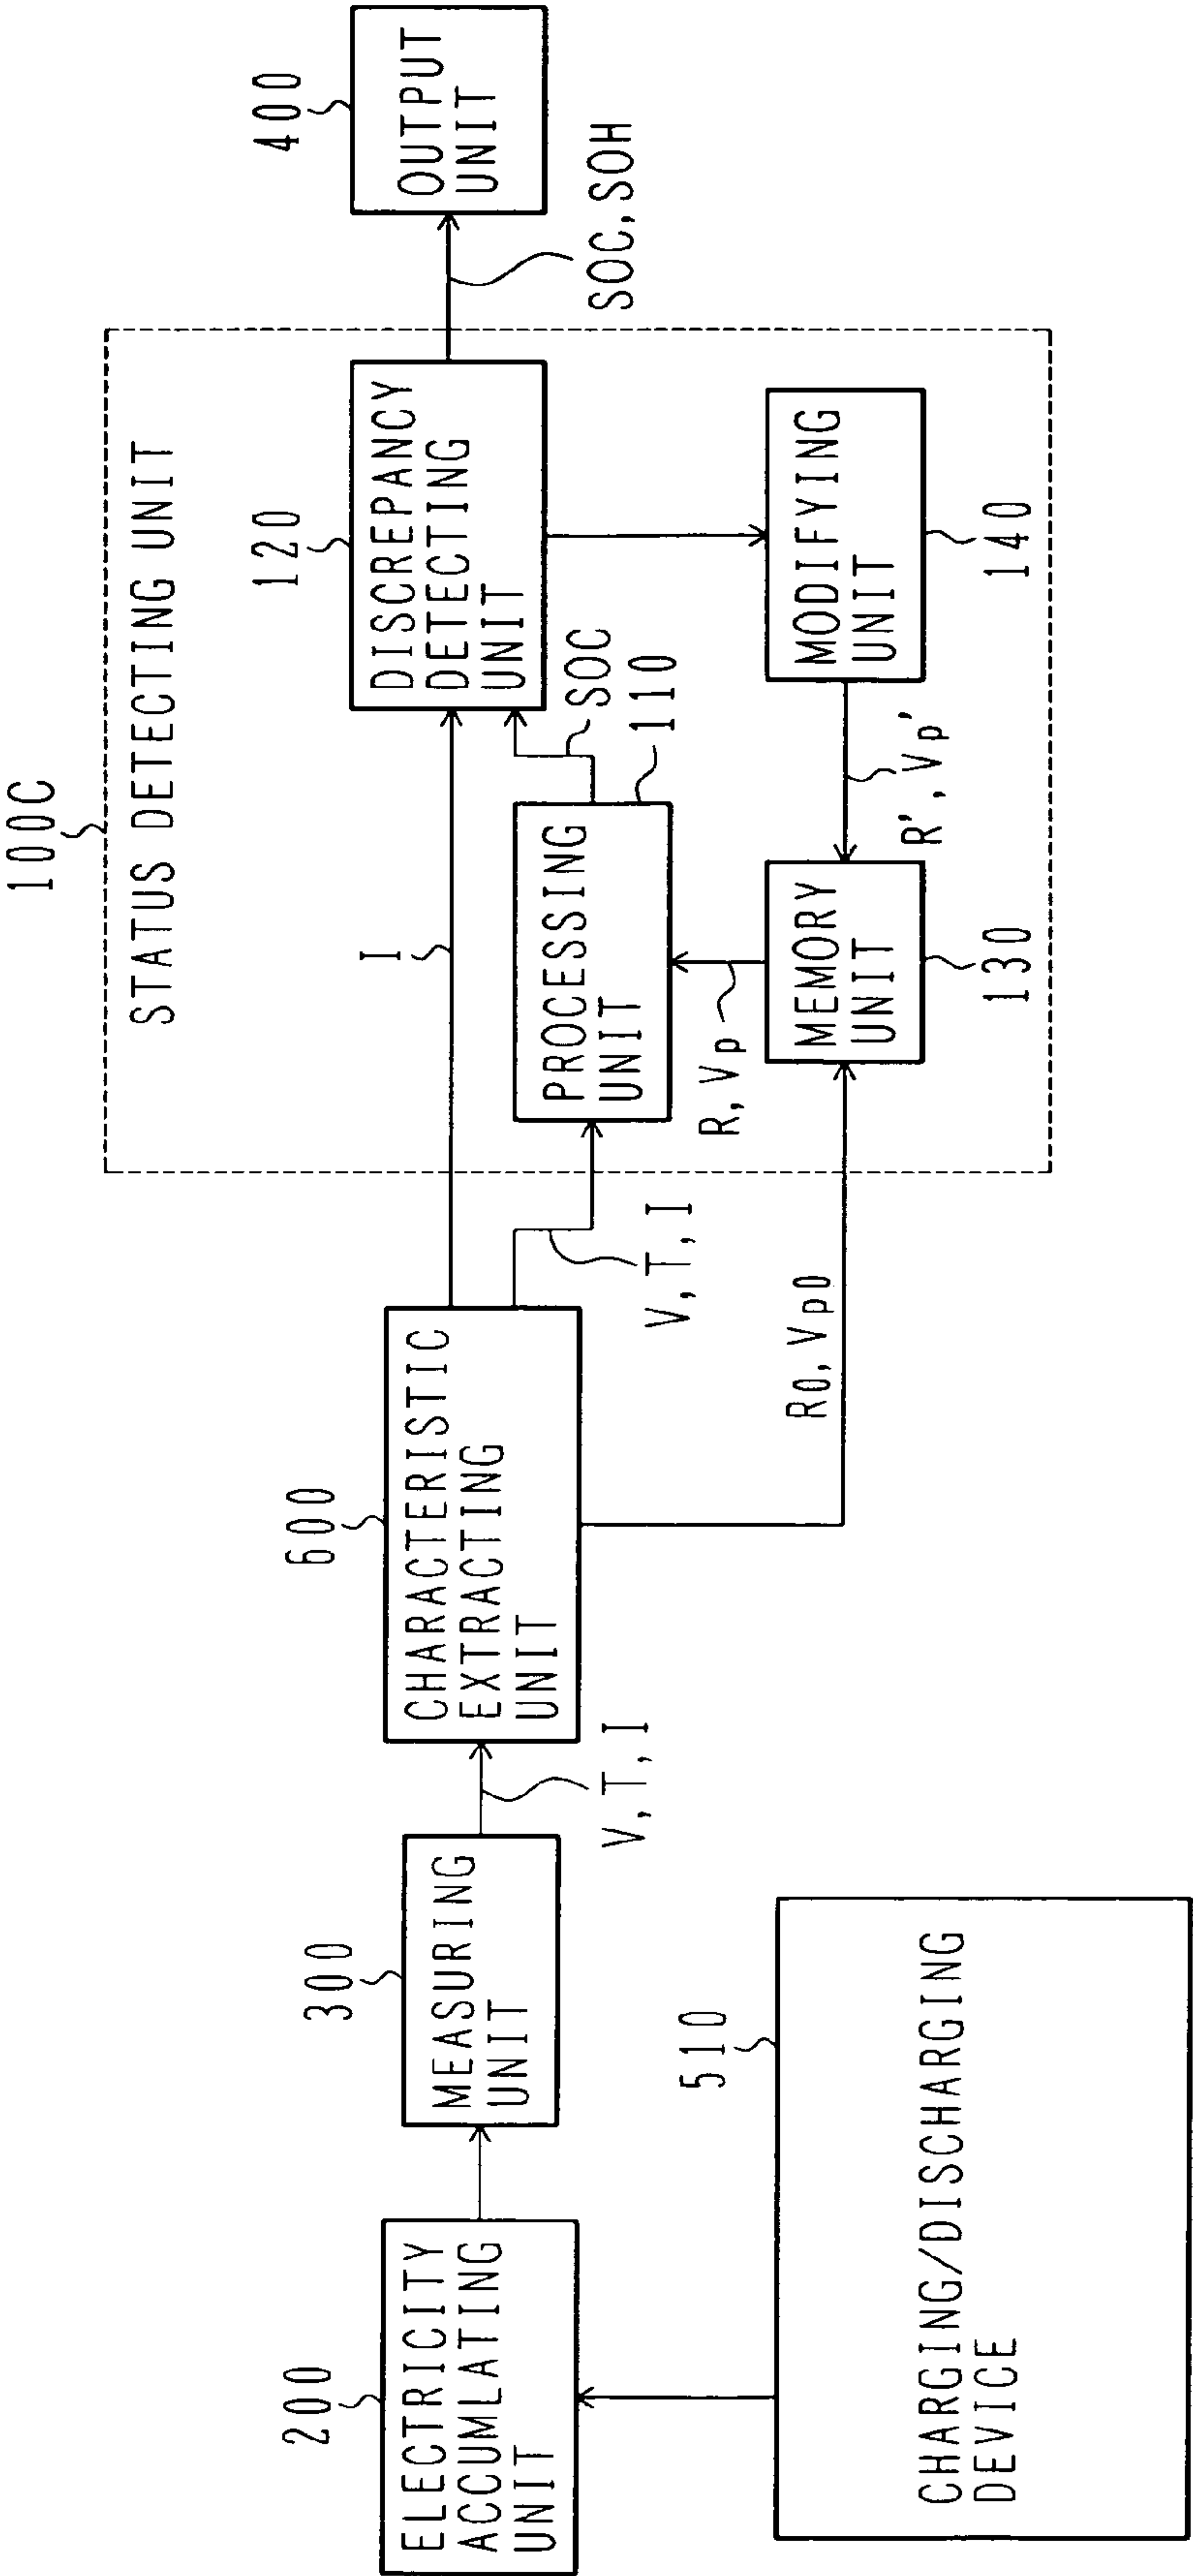 100C
STATUS DETECTING UNIT
200
ELECTRICITY
ACCUMLATING
UNIT
300
MEASURING
UNIT
V, T, I
600
CHARACTERISTIC
EXTRACTING
UNIT
I
V, T, I
R0, Vp0
120
DISCREPANCY
DETECTING
UNIT
SOC
110
PROCESSING
UNIT
R, Vp
MEMORY
UNIT
130
R', Vp'
MODIFYING
UNIT
140
400
OUTPUT
UNIT
SOC, SOH
510
CHARGING/DISCHARGING
DEVICE